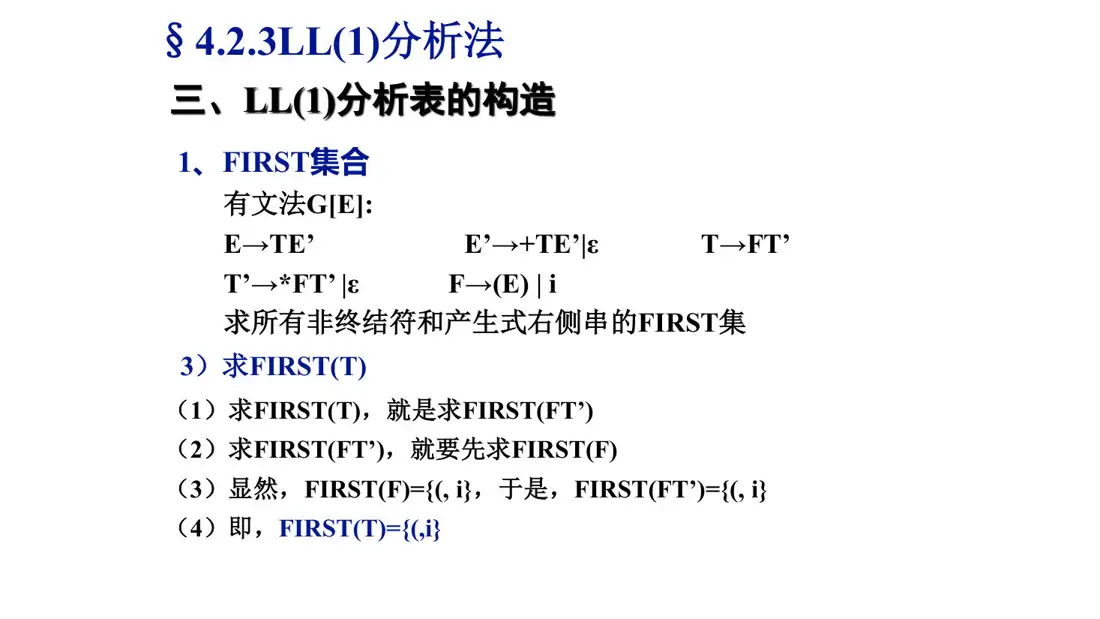 §4.2.3LL(1)分析法
三、LL(1)分析表的构造
1、FIRST集合
有文法G[E]:
E→TE’ E’→+TE’|ε T→FT’
T’→*FT’ |ε F→(E) | i
求所有非终结符和产生式右侧串的FIRST集
3）求FIRST(T)
（1）求FIRST(T)，就是求FIRST(FT’)
（2）求FIRST(FT’)，就要先求FIRST(F)
（3）显然，FIRST(F)={(, i}，于是，FIRST(FT’)={(, i}
（4）即，FIRST(T)={(,i}